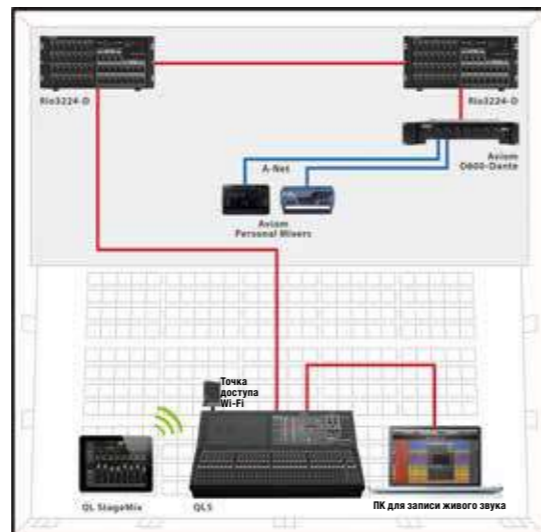 Rio3224-D
Rio3224-D
Aviom
D800-Dante
A-Net
Aviom
Personal Mixers
Точка
доступа
Wi-Fi
QL StageMix
QL5
ПК для записи живого звука